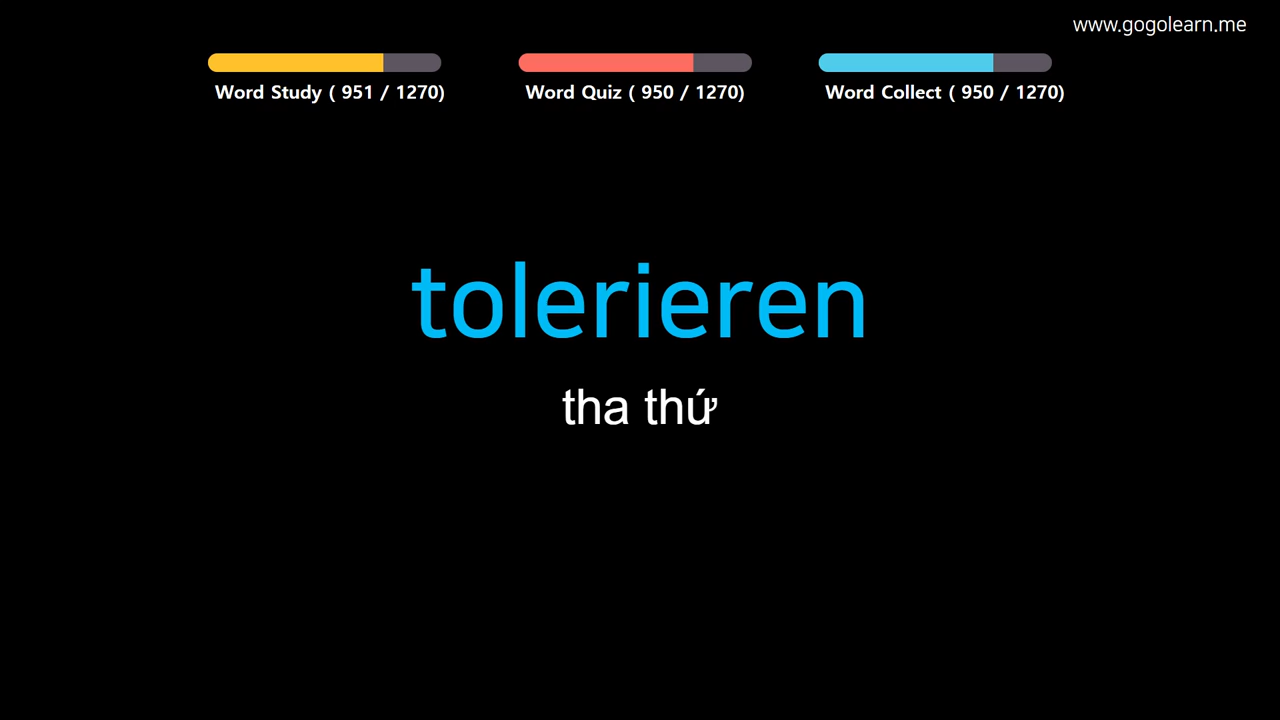 www.gogolearn.me
Word Study ( 951 / 1270)
Word Quiz ( 950 / 1270)
Word Collect ( 950 / 1270)
tolerieren
tha thứ